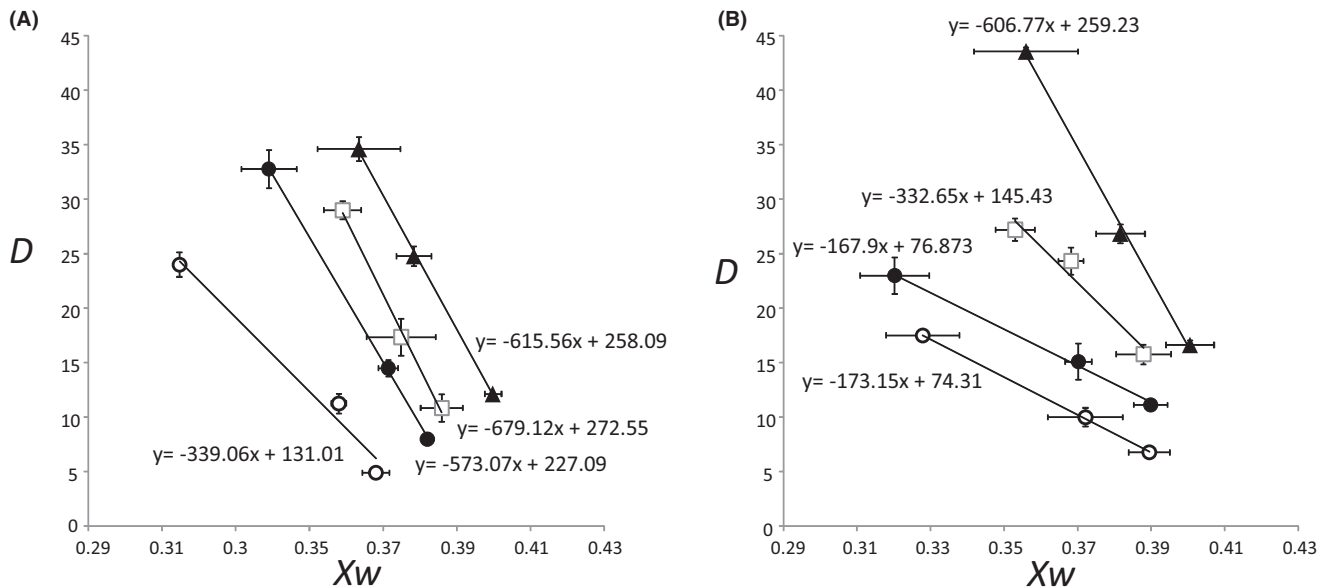 (A)
45
40
35
30
25
20
15
10
5
0
D
0.29
0.31
0.3
0.35
0.37
0.39
0.41
0.43
Xw
y= -615.56x + 258.09
y= -679.12x + 272.55
y= -573.07x + 227.09
y= -339.06x + 131.01
(B)
45
40
35
30
25
20
15
10
5
0
D
0.29
0.31
0.33
0.35
0.37
0.39
0.41
0.43
Xw
y= -606.77x + 259.23
y= -332.65x + 145.43
y= -167.9x + 76.873
y= -173.15x + 74.31